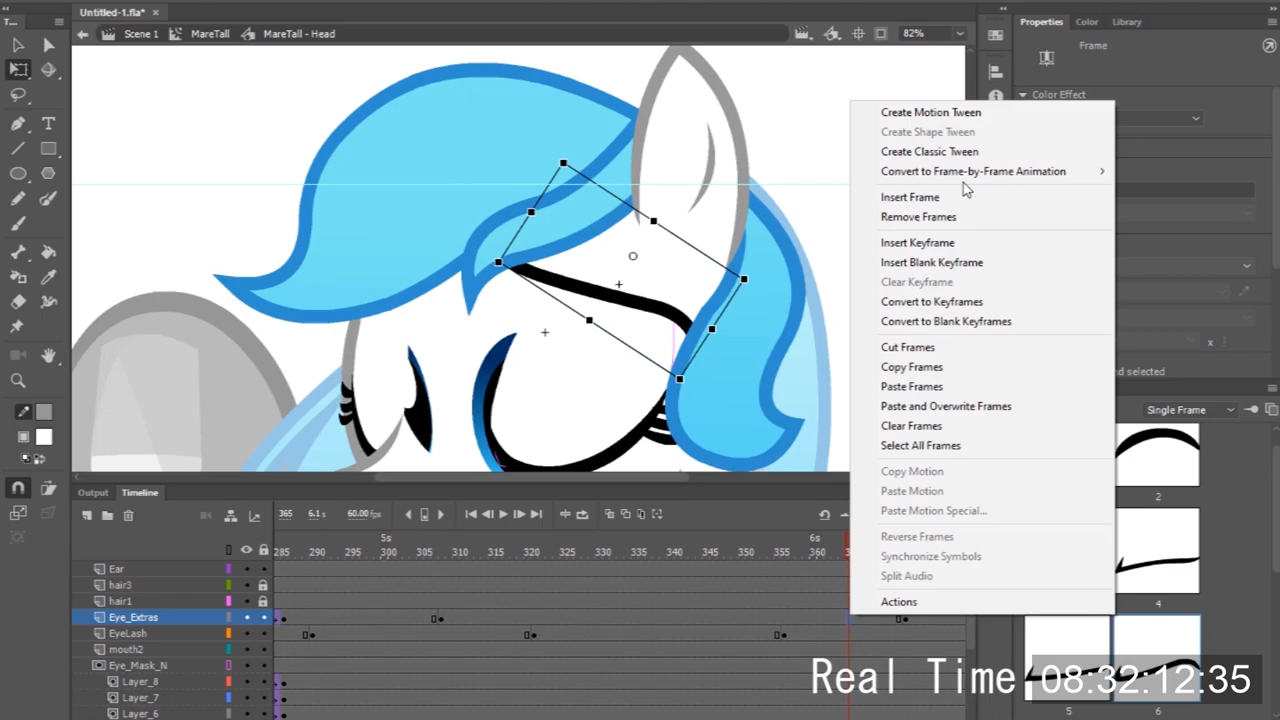 Untitled-1.fla*
T...
Scene 1 MareTall MareTall - Head
82%
Properties Color Library
Frame
Color Effect
Create Motion Tween
Create Shape Tween
Create Classic Tween
Convert to Frame-by-Frame Animation
Insert Frame
Remove Frames
Insert Keyframe
Insert Blank Keyframe
Clear Keyframe
Convert to Keyframes
Convert to Blank Keyframes
Cut Frames
Copy Frames
Paste Frames
Paste and Overwrite Frames
Clear Frames
Select All Frames
Copy Motion
Paste Motion
Paste Motion Special...
Reverse Frames
Synchronize Symbols
Split Audio
Actions
x
nd selected
Single Frame
2
4
5 6
Output Timeline
365 6.1s 60.00fps
5s 6s
285 290 295 300 305 310 315 320 325 330 335 340 345 350 355 360
Ear
hair3
hair1
Eye_Extras
EyeLash
mouth2
Eye_Mask_N
Layer_8
Layer_7
Layer_6
Real Time 08:32:12:35